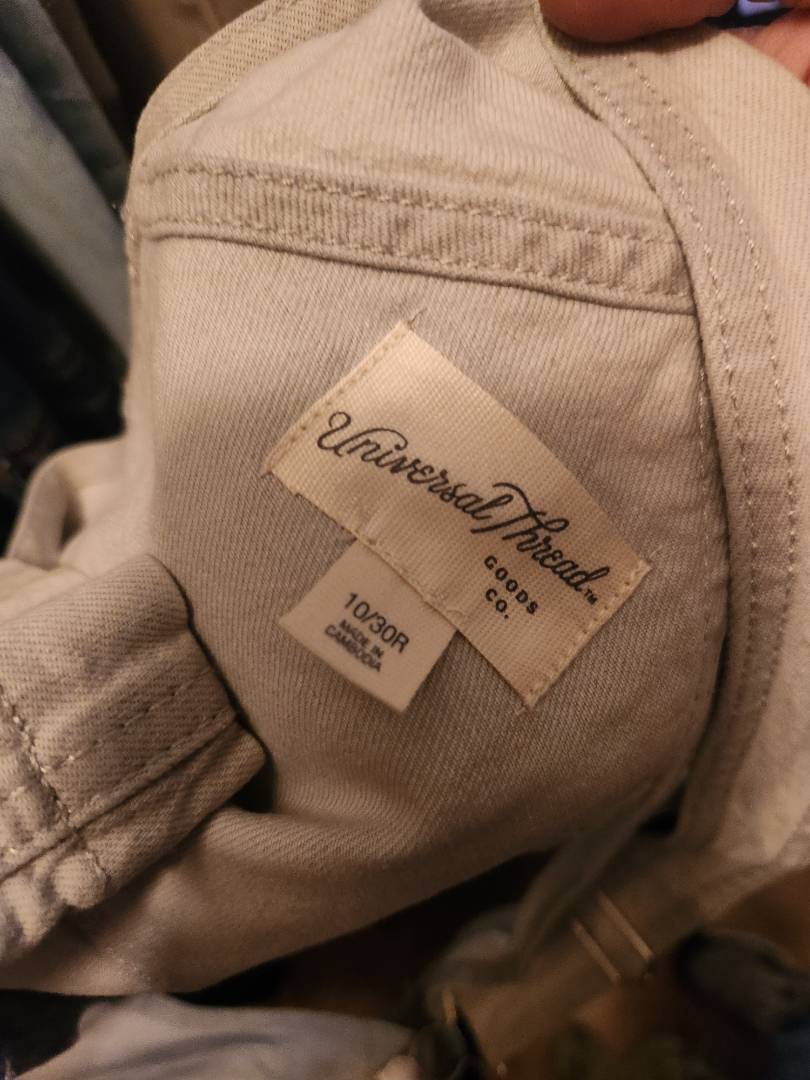 Universal Thread™
GOODS
CO.
10/30R
MADE IN
CAMBODIA